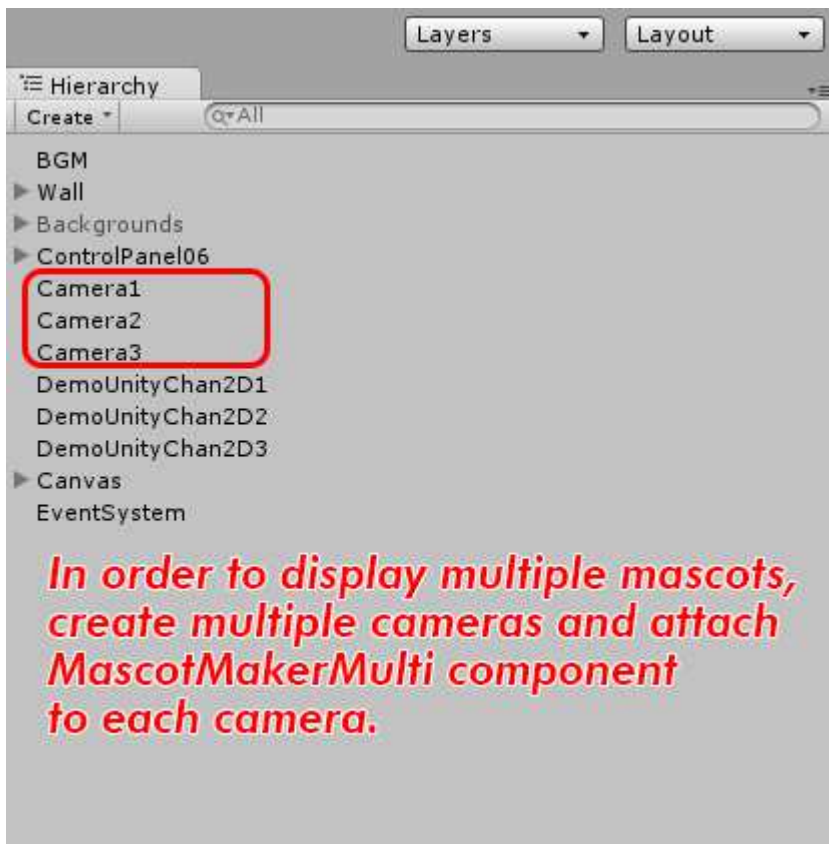 Layers Layout
Hierarchy
Create All
BGM
Wall
Backgrounds
ControlPanel06
Camera1
Camera2
Camera3
DemoUnityChan2D1
DemoUnityChan2D2
DemoUnityChan2D3
Canvas
EventSystem
In order to display multiple mascots,
create multiple cameras and attach
MascotMakerMulti component
to each camera.